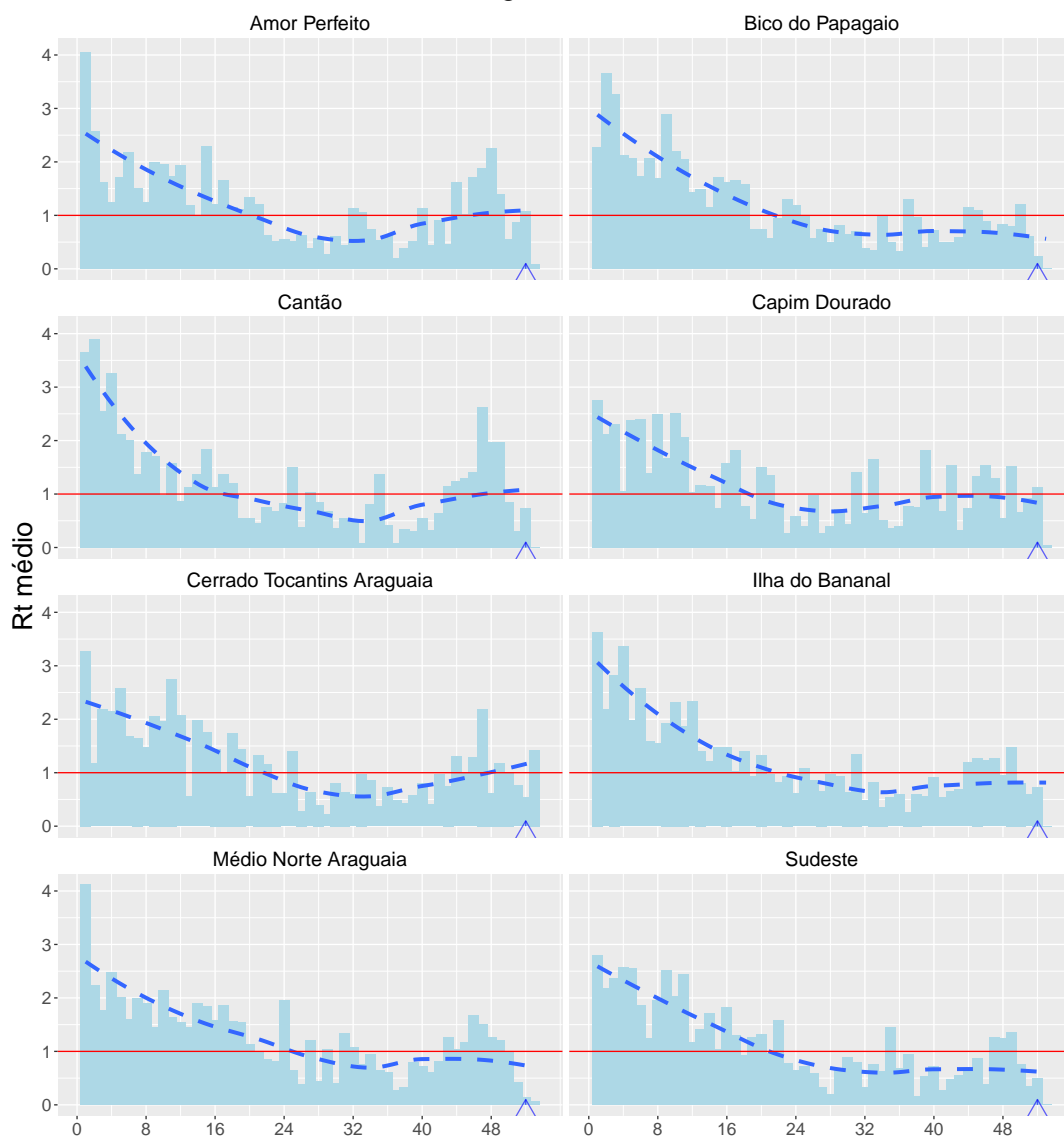 Amor Perfeito
Bico do Papagaio
4
3
2
1
0
Cantão
Capim Dourado
4
3
2
1
0
Rt médio
Cerrado Tocantins Araguaia
Ilha do Bananal
4
3
2
1
0
Médio Norte Araguaia
Sudeste
4
3
2
1
0
0 8 16 24 32 40 48 0 8 16 24 32 40 48